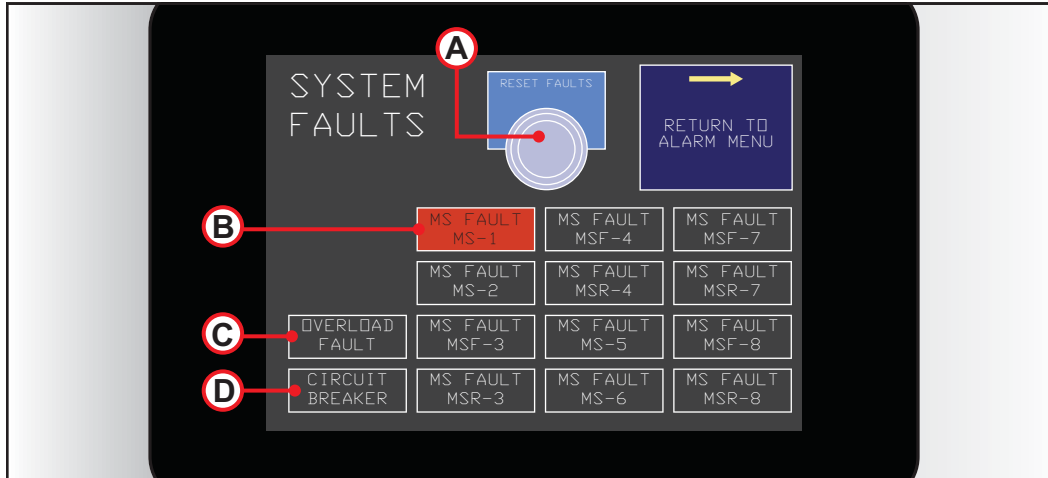 A
SYSTEM
FAULTS
RESET FAULTS
RETURN TO
ALARM MENU
B
MS FAULT
MS-1
MS FAULT
MSF-4
MS FAULT
MSF-7
MS FAULT
MS-2
MS FAULT
MSR-4
MS FAULT
MSR-7
C
OVERLOAD
FAULT
MS FAULT
MSF-3
MS FAULT
MS-5
MS FAULT
MSF-8
D
CIRCUIT
BREAKER
MS FAULT
MSR-3
MS FAULT
MS-6
MS FAULT
MSR-8